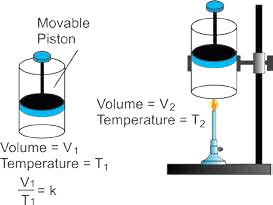 Movable
Piston
Volume = V₁
Temperature = T₁
V₁/T₁ = k
Volume = V₂
Temperature = T₂